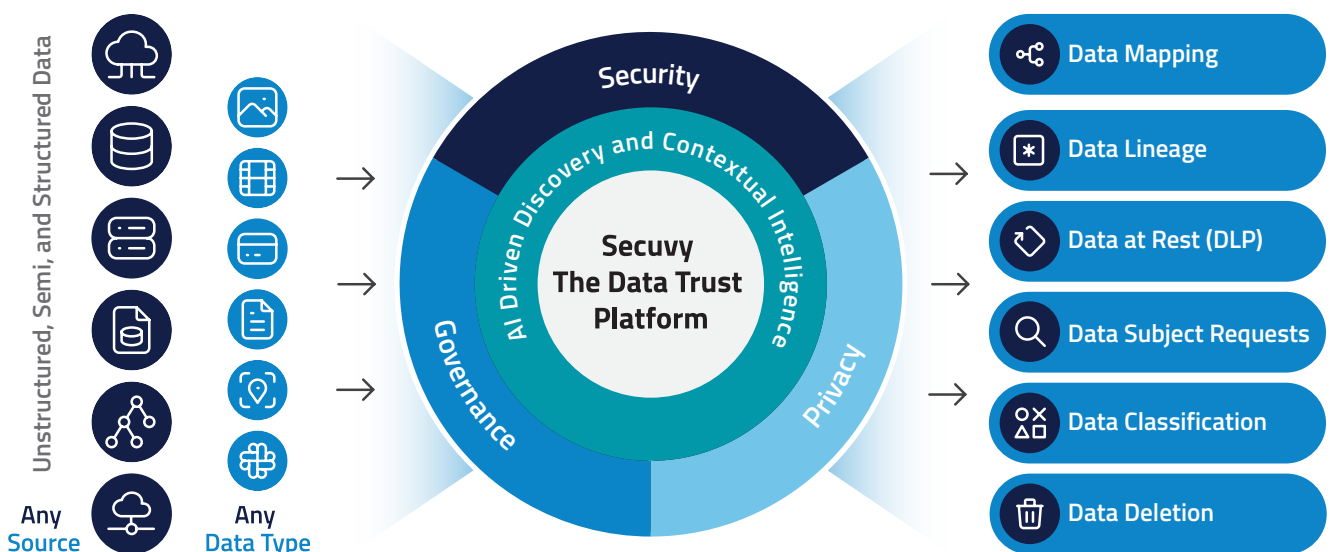 Unstructured, Semi, and Structured Data
Any
Source
Any
Data Type
Security
Governance
Privacy
AI Driven Discovery and Contextual Intelligence
Secuvy
The Data Trust
Platform
Data Mapping
Data Lineage
Data at Rest (DLP)
Data Subject Requests
Data Classification
Data Deletion